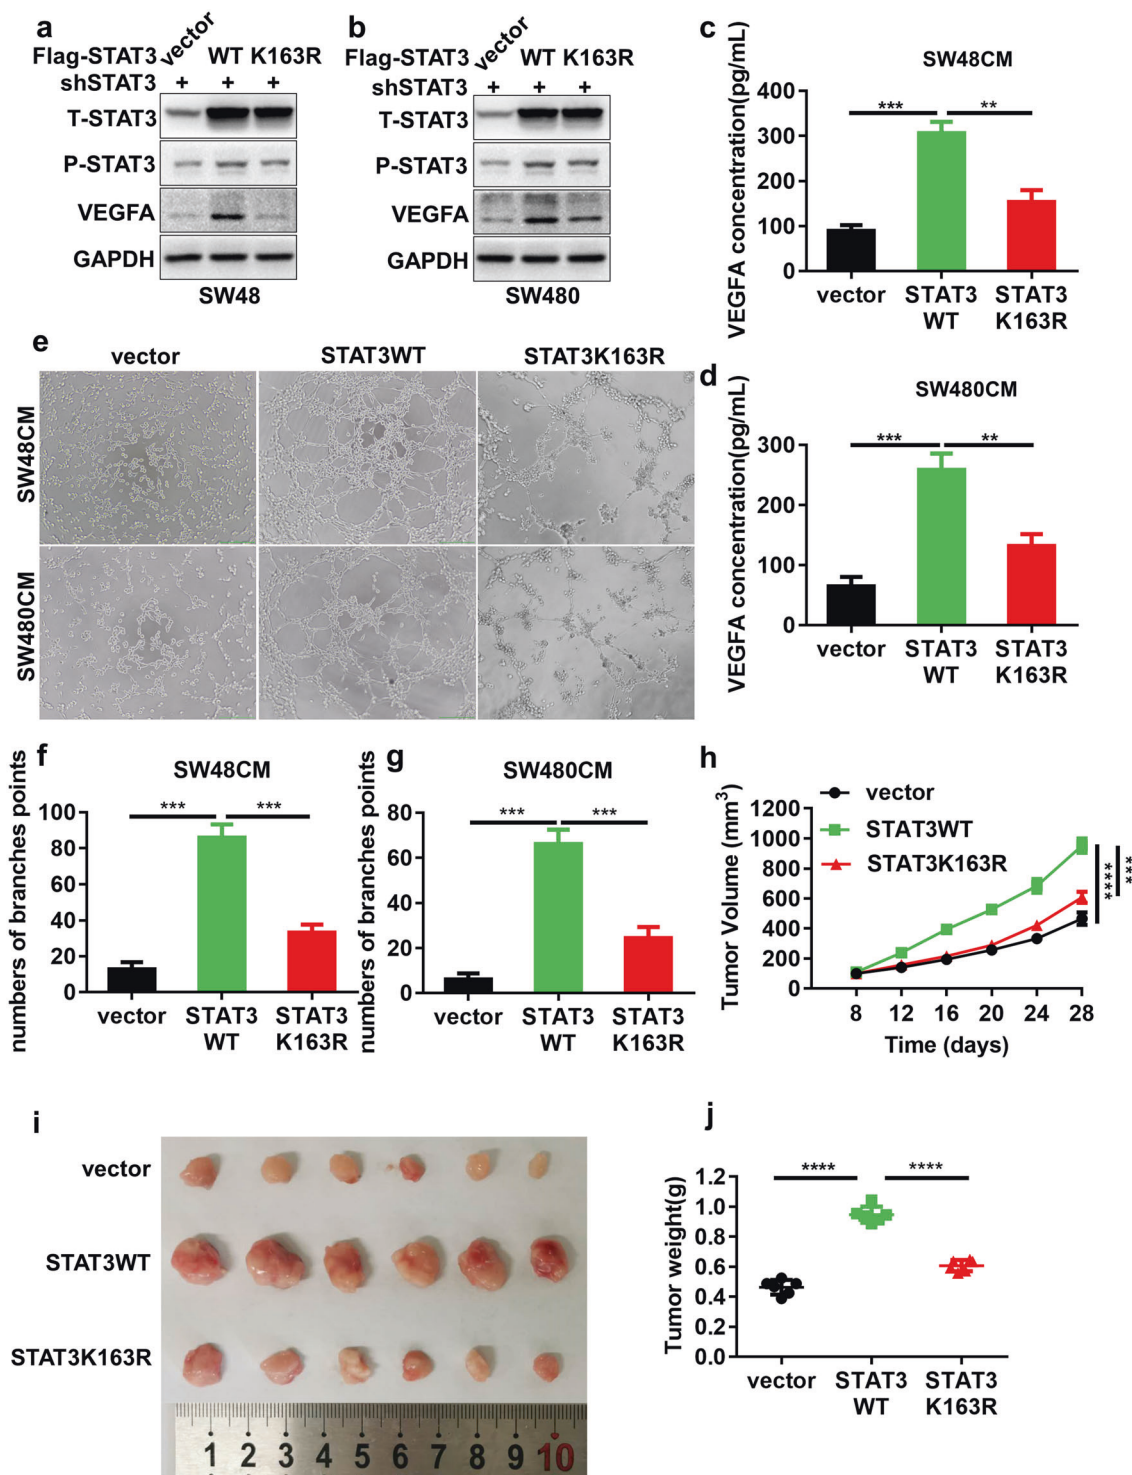 a
Flag-STAT3 vector WT K163R
shSTAT3 + + +
T-STAT3
P-STAT3
VEGFA
GAPDH
SW48
b
Flag-STAT3 vector WT K163R
shSTAT3 + + +
T-STAT3
P-STAT3
VEGFA
GAPDH
SW480
c
SW48CM
VEGFA concentration(pg/mL)
400
300
200
100
0
*** **
vector STAT3 STAT3
WT K163R
d
SW480CM
VEGFA concentration(pg/mL)
300
200
100
0
*** **
vector STAT3 STAT3
WT K163R
e
vector STAT3WT STAT3K163R
SW48CM
SW480CM
f
SW48CM
numbers of branches points
100
80
60
40
20
0
*** ***
vector STAT3 STAT3
WT K163R
g
SW480CM
numbers of branches points
80
60
40
20
0
*** ***
vector STAT3 STAT3
WT K163R
h
vector
STAT3WT
STAT3K163R
Tumor Volume (mm³)
1200
1000
800
600
400
200
0
8 12 16 20 24 28
Time (days)
****
***
i
vector
STAT3WT
STAT3K163R
1 2 3 4 5 6 7 8 9 10
j
Tumor weight(g)
1.2
1.0
0.8
0.6
0.4
0.2
0.0
**** ****
vector STAT3 STAT3
WT K163R